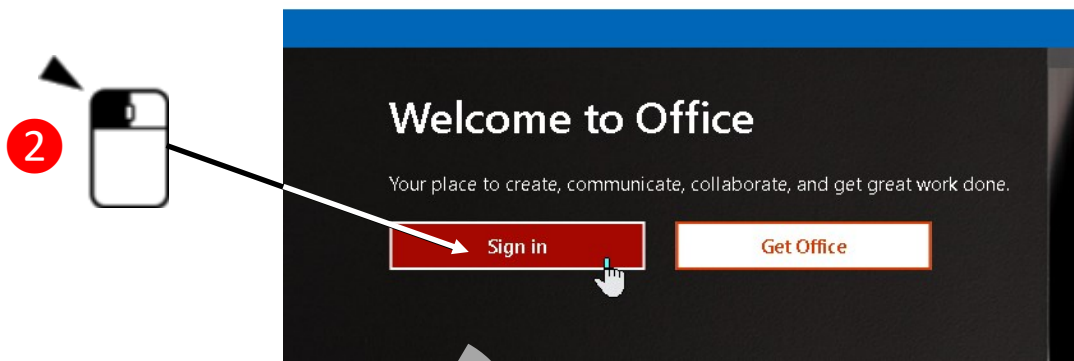 2
Welcome to Office
Your place to create, communicate, collaborate, and get great work done.
Sign in
Get Office